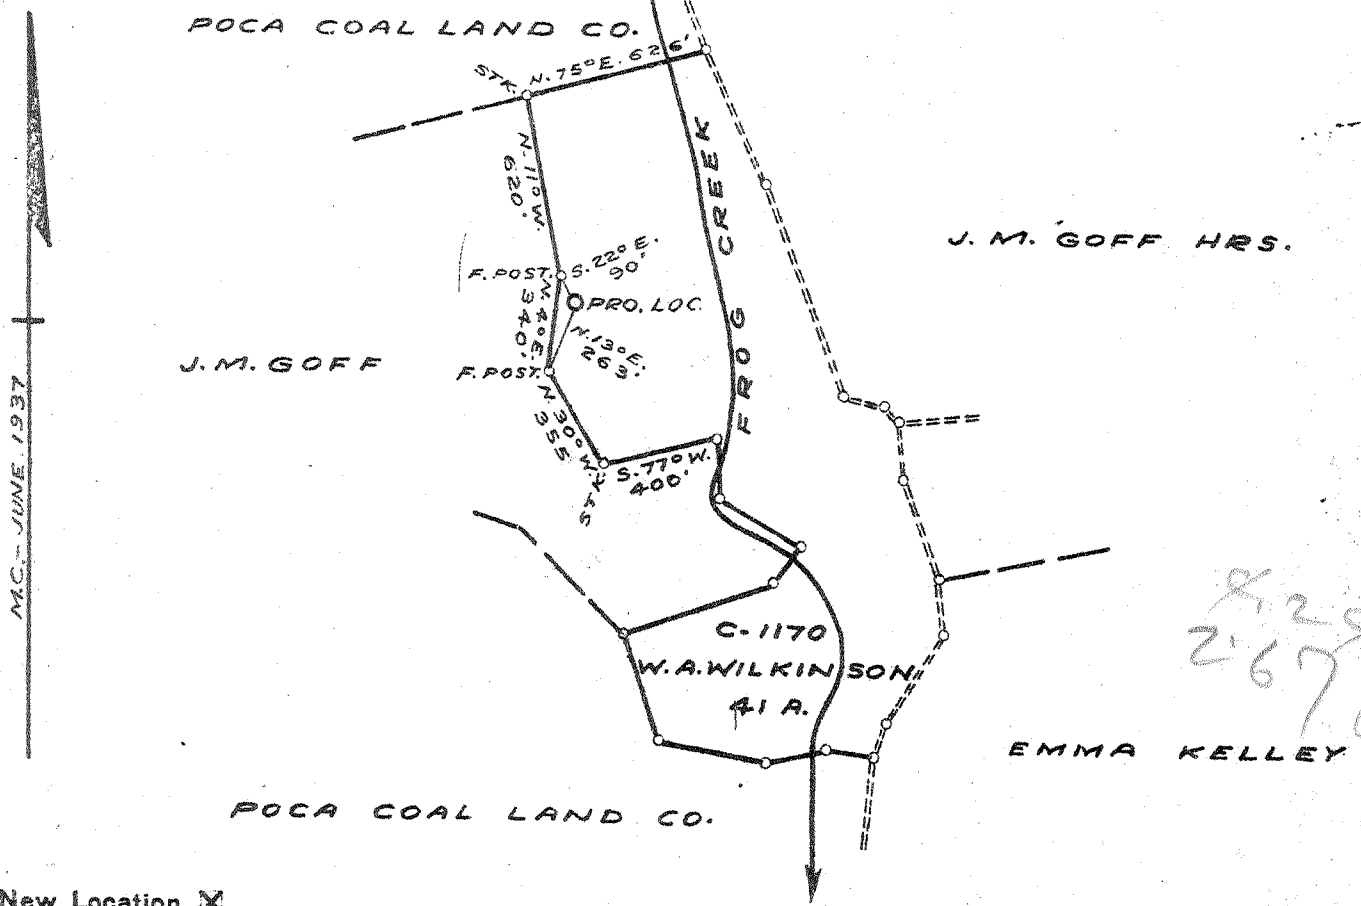 POCA COAL LAND CO.
STK.
N. 75° E. 626'
N. 11° W.
620'
FROG CREEK
J. M. GOFF HRS.
F. POST.
S. 22° E.
90'
PRO. LOC.
N. 4° E.
340'
N. 13° E.
263'
J. M. GOFF
F. POST.
N. 30° W.
355
STK.
S. 77° W.
400'
M.C. - JUNE. 1937
C-1170
W. A. WILKINSON
41 A.
EMMA KELLEY
POCA COAL LAND CO.
New Location X